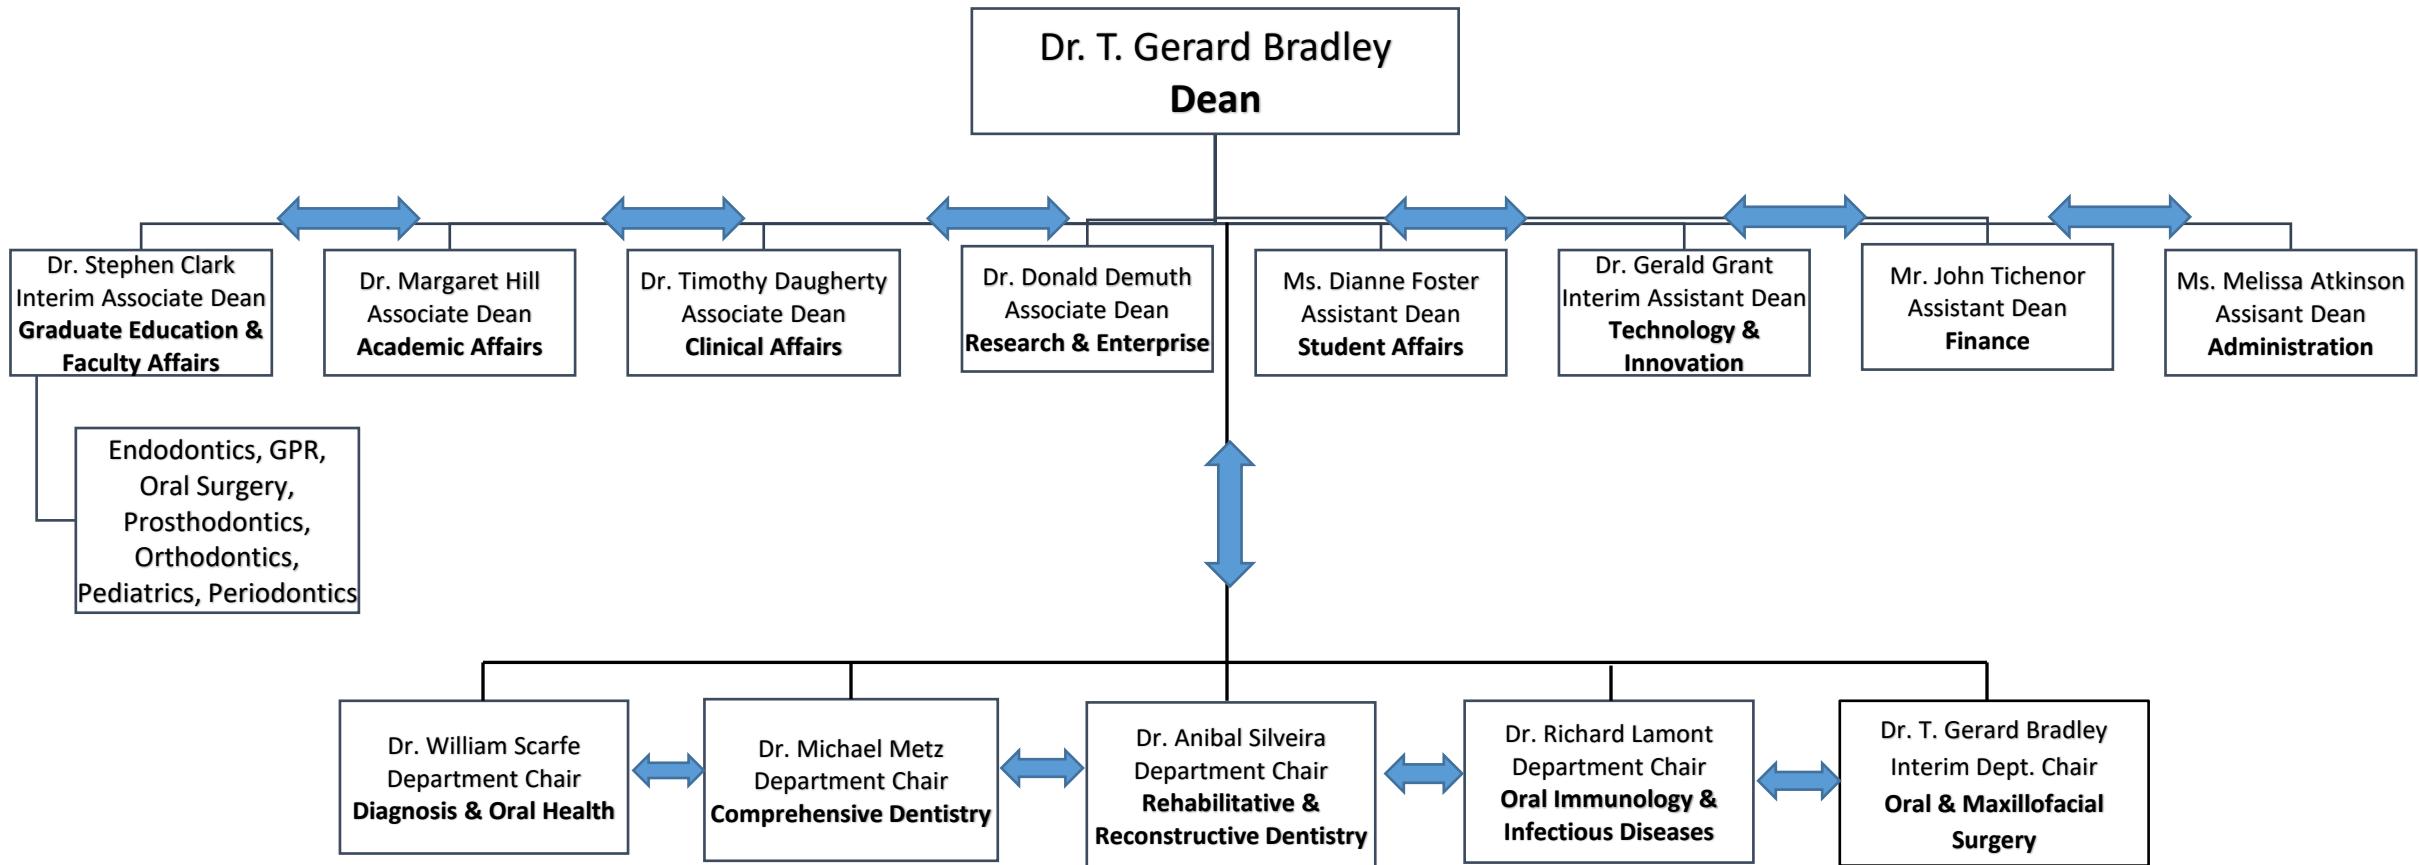 Dr. T. Gerard Bradley
Dean
Dr. Stephen Clark
Interim Associate Dean
Graduate Education &
Faculty Affairs
Dr. Margaret Hill
Associate Dean
Academic Affairs
Dr. Timothy Daugherty
Associate Dean
Clinical Affairs
Dr. Donald Demuth
Associate Dean
Research & Enterprise
Ms. Dianne Foster
Assistant Dean
Student Affairs
Dr. Gerald Grant
Interim Assistant Dean
Technology &
Innovation
Mr. John Tichenor
Assistant Dean
Finance
Ms. Melissa Atkinson
Assisant Dean
Administration
Endodontics, GPR,
Oral Surgery,
Prosthodontics,
Orthodontics,
Pediatrics, Periodontics
Dr. William Scarfe
Department Chair
Diagnosis & Oral Health
Dr. Michael Metz
Department Chair
Comprehensive Dentistry
Dr. Anibal Silveira
Department Chair
Rehabilitative &
Reconstructive Dentistry
Dr. Richard Lamont
Department Chair
Oral Immunology &
Infectious Diseases
Dr. T. Gerard Bradley
Interim Dept. Chair
Oral & Maxillofacial
Surgery